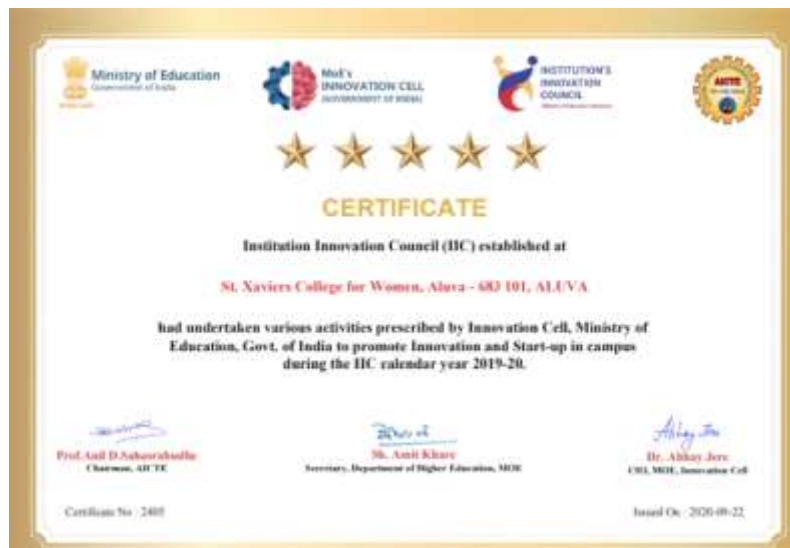 Ministry of Education
Government of India
MoE's
INNOVATION CELL
(GOVERNMENT OF INDIA)
INSTITUTION'S
INNOVATION
COUNCIL
AICTE
CERTIFICATE
Institution Innovation Council (IIC) established at
St. Xaviers College for Women, Aluva - 683 101, ALUVA
had undertaken various activities prescribed by Innovation Cell, Ministry of
Education, Govt. of India to promote Innovation and Start-up in campus
during the IIC calendar year 2019-20.
Prof. Anil D. Sahasrabudhe
Chairman, AICTE
Sh. Amit Khare
Secretary, Department of Higher Education, MOE
Abhay Jere
Dr. Abhay Jere
CIO, MOE, Innovation Cell
Certificate No : 2405
Issued On : 2020-09-22